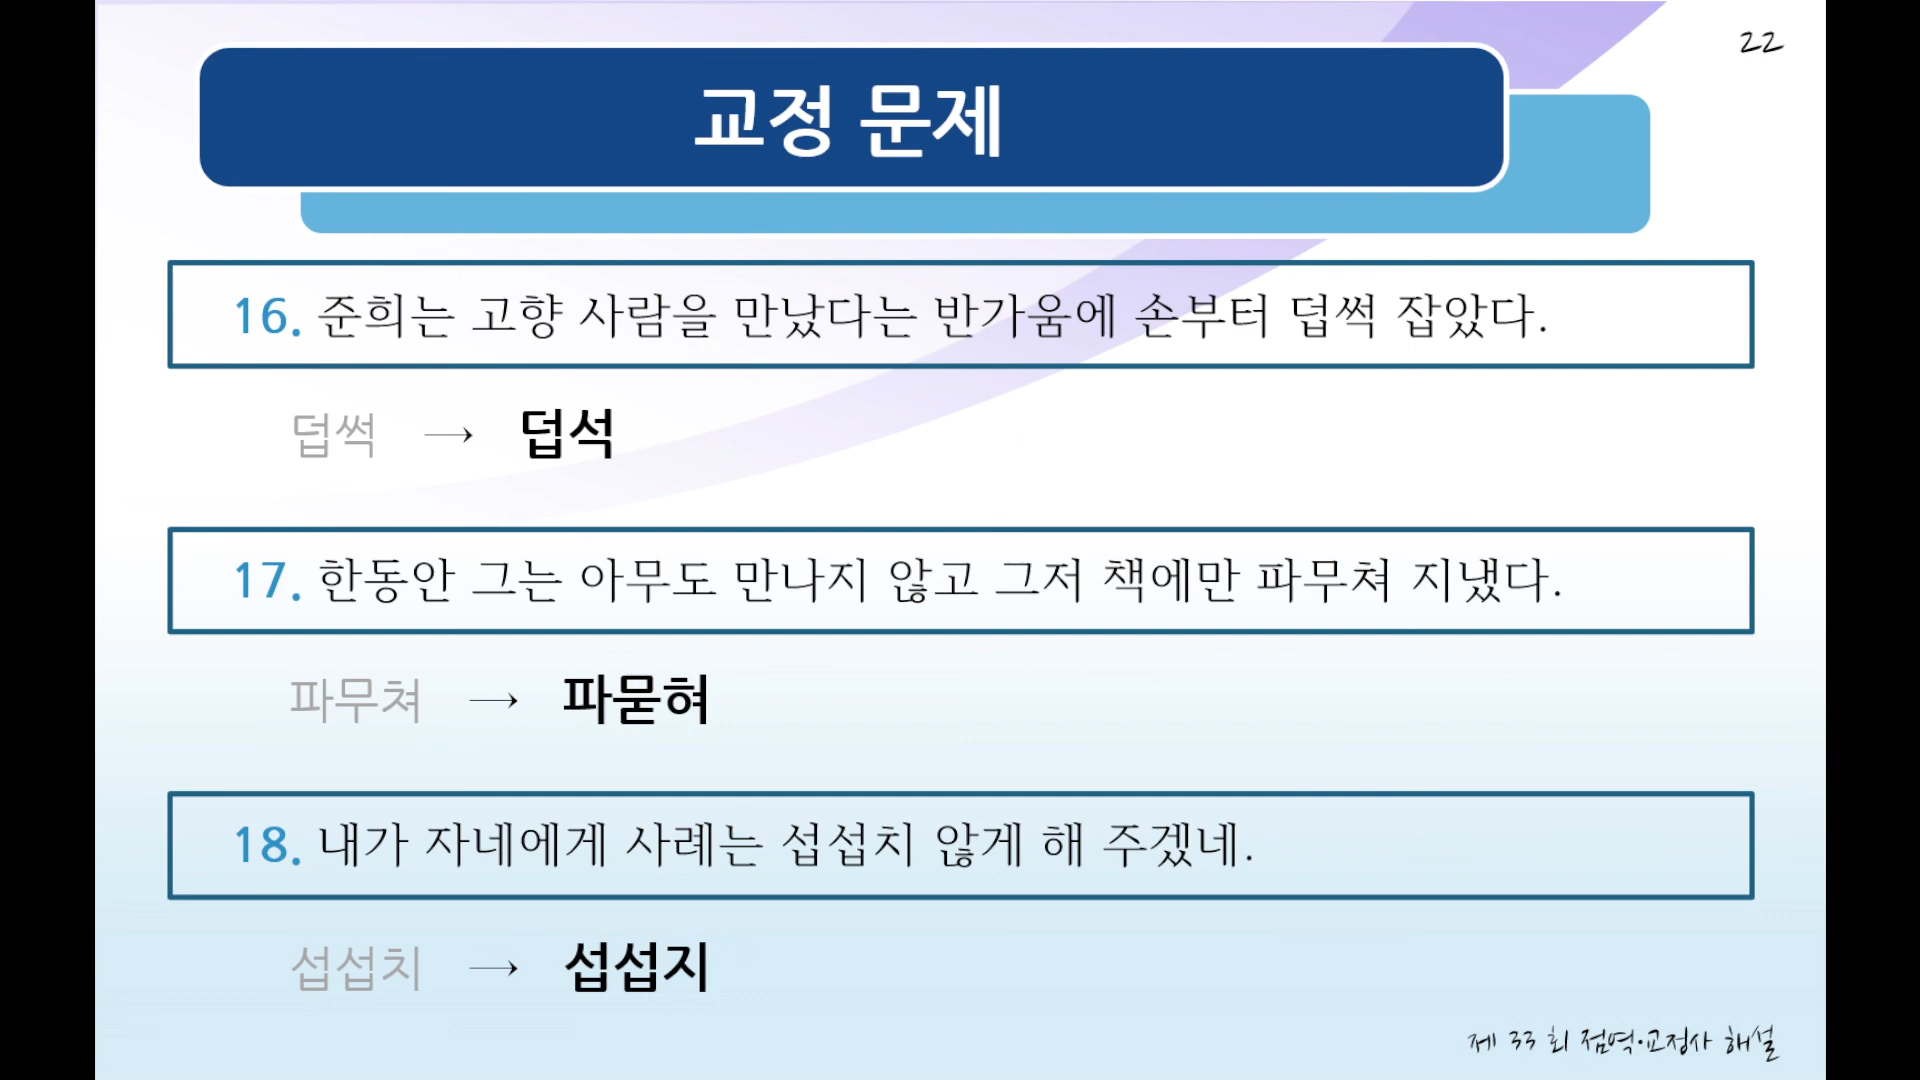 22
교정 문제
16. 준희는 고향 사람을 만났다는 반가움에 손부터 덥썩 잡았다.
덥썩 → 덥석
17. 한동안 그는 아무도 만나지 않고 그저 책에만 파무쳐 지냈다.
파무쳐 → 파묻혀
18. 내가 자네에게 사례는 섭섭치 않게 해 주겠네.
섭섭치 → 섭섭지
제 33 회 점역·교정사 해설